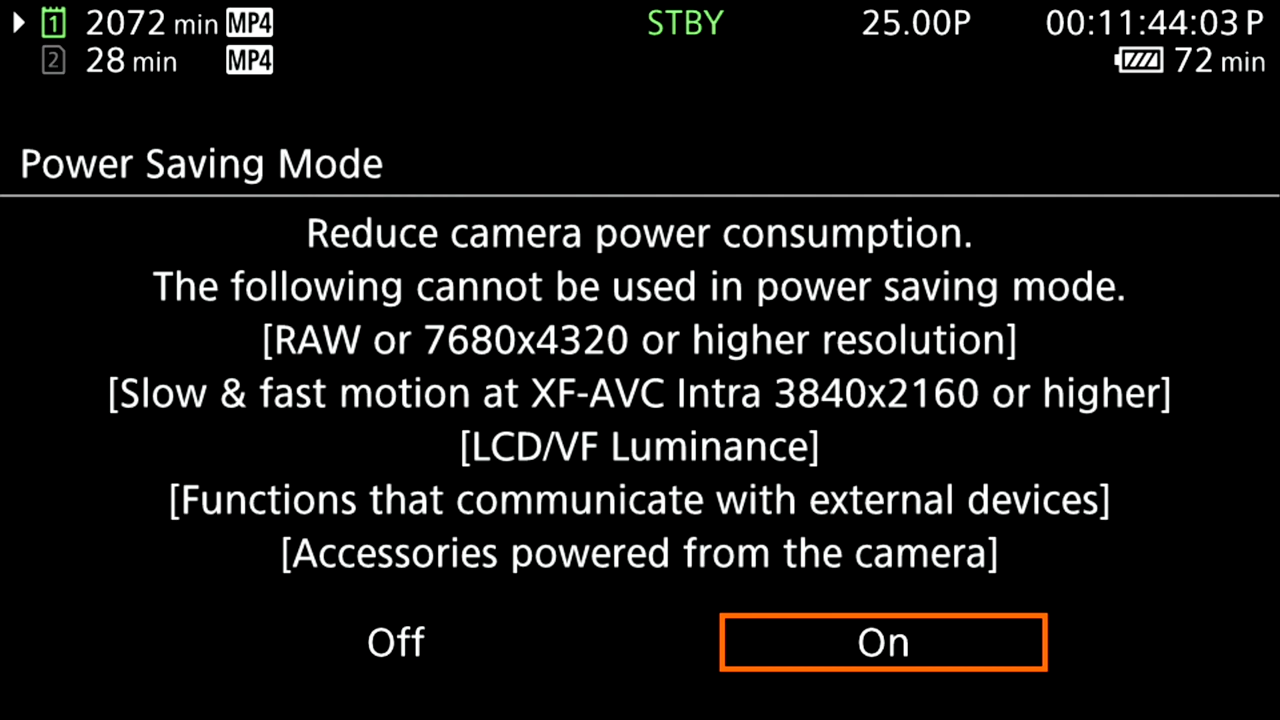 1 2072 min MP4 STBY 25.00P 00:11:44:03 P
2 28 min MP4 72 min
Power Saving Mode
Reduce camera power consumption.
The following cannot be used in power saving mode.
[RAW or 7680x4320 or higher resolution]
[Slow & fast motion at XF-AVC Intra 3840x2160 or higher]
[LCD/VF Luminance]
[Functions that communicate with external devices]
[Accessories powered from the camera]
Off On